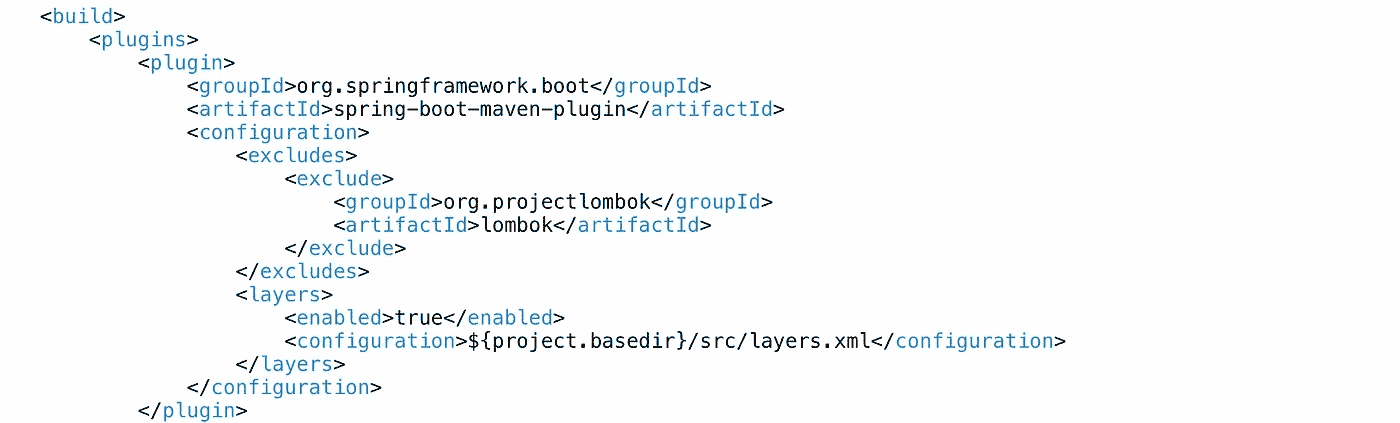 <build>
    <plugins>
        <plugin>
            <groupId>org.springframework.boot</groupId>
            <artifactId>spring-boot-maven-plugin</artifactId>
            <configuration>
                <excludes>
                    <exclude>
                        <groupId>org.projectlombok</groupId>
                        <artifactId>lombok</artifactId>
                    </exclude>
                </excludes>
                <layers>
                    <enabled>true</enabled>
                    <configuration>${project.basedir}/src/layers.xml</configuration>
                </layers>
            </configuration>
        </plugin>